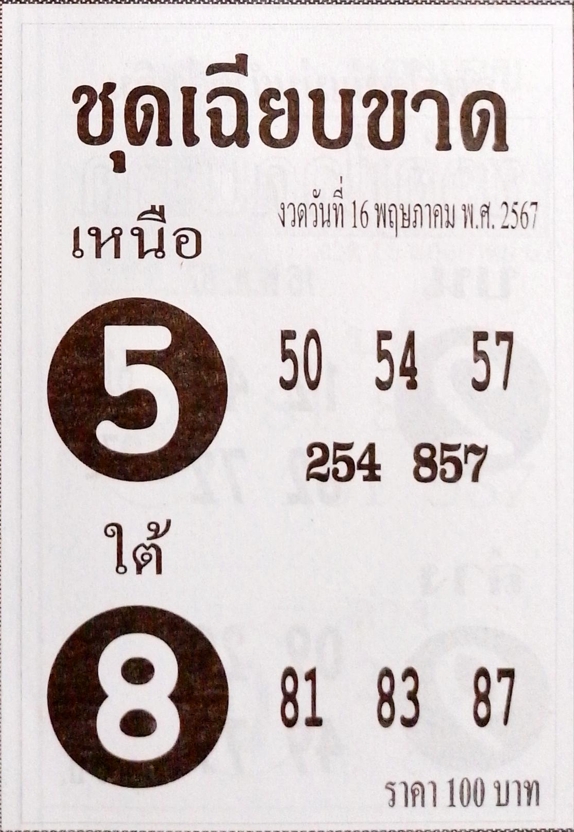 ชุดเฉียบขาด
งวดวันที่ 16 พฤษภาคม พ.ศ. 2567
เหนือ
5
50 54 57
254 857
ใต้
8
81 83 87
ราคา 100 บาท